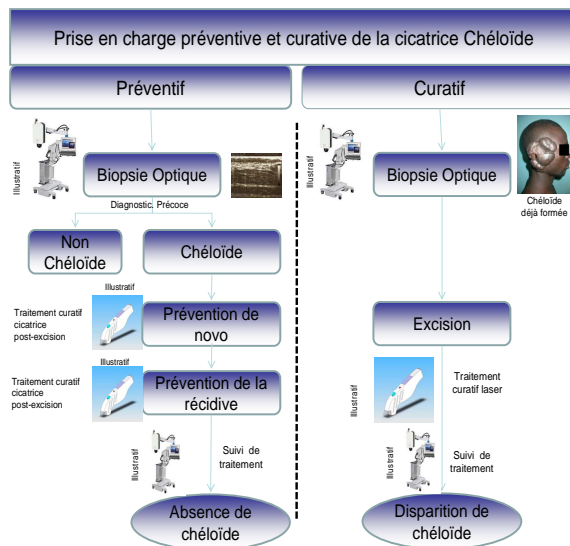 Prise en charge préventive et curative de la cicatrice Chéloïde
Préventif
Illustratif
Biopsie Optique
Diagnostic. Précoce
Non
Chéloïde
Chéloïde
Illustratif
Traitement curatif
cicatrice
post-excision
Prévention de
novo
Illustratif
Traitement curatif
cicatrice
post-excision
Prévention de la
récidive
Illustratif
Suivi de
traitement
Absence de
chéloïde
Curatif
Illustratif
Biopsie Optique
Chéloïde
déjà formée
Excision
Illustratif
Traitement
curatif laser
Illustratif
Suivi de
traitement
Disparition de
chéloïde